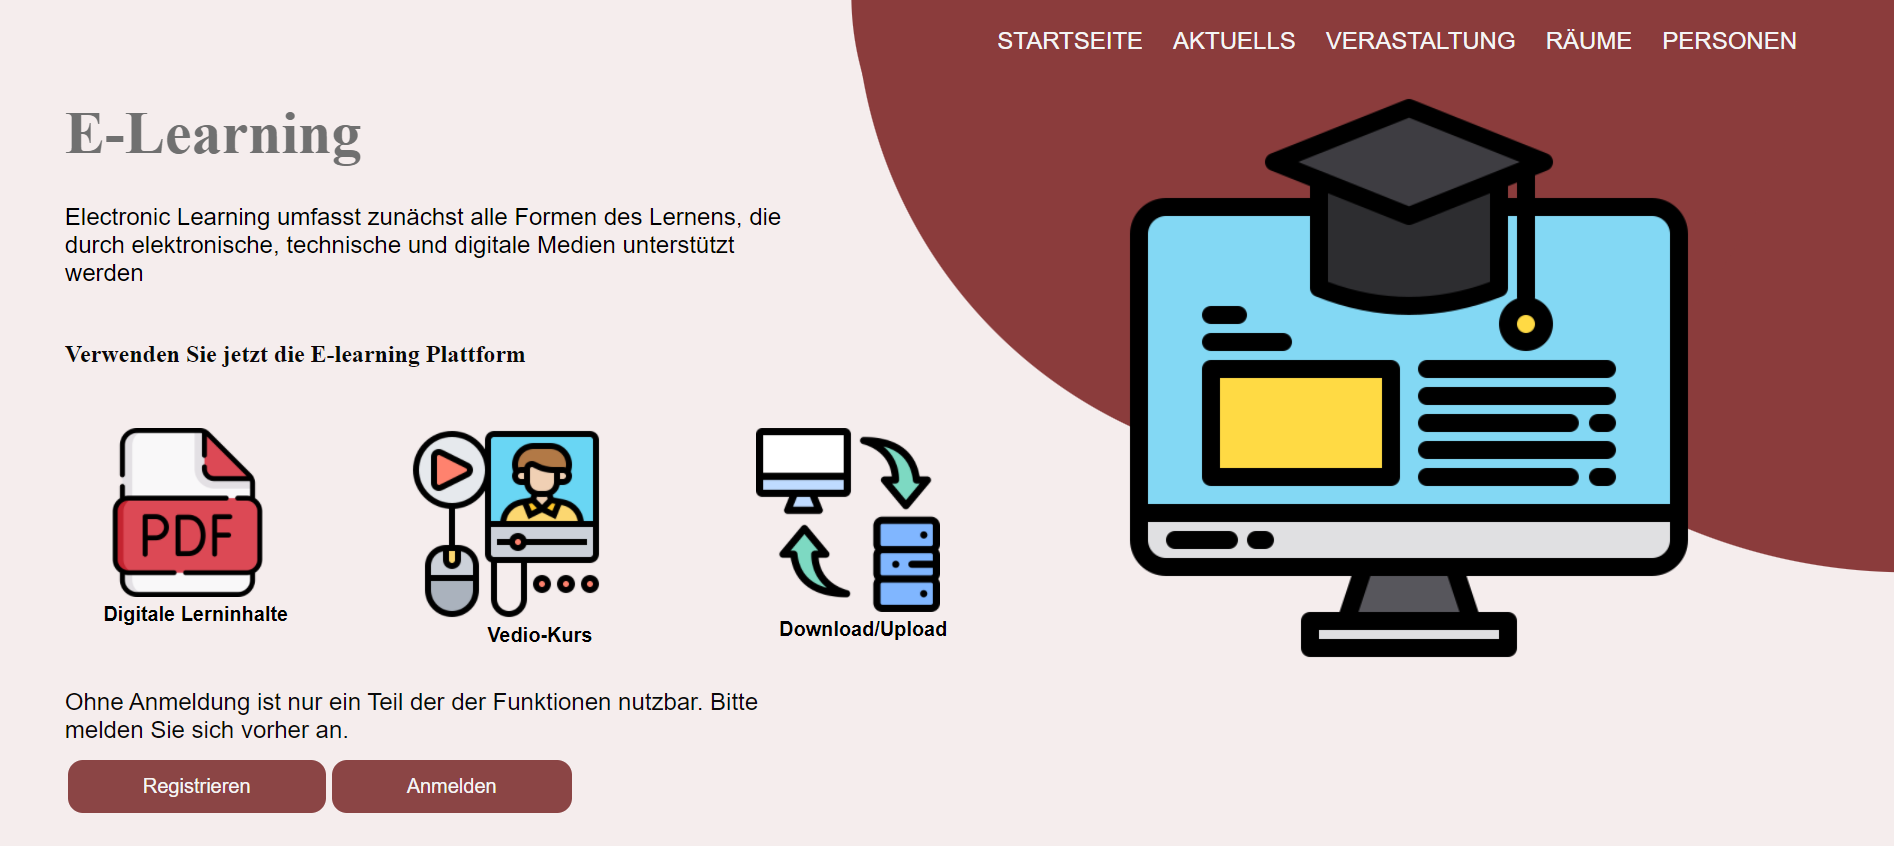 STARTSEITE AKTUELLS VERASTALTUNG RÄUME PERSONEN
E-Learning
Electronic Learning umfasst zunächst alle Formen des Lernens, die
durch elektronische, technische und digitale Medien unterstützt
werden
Verwenden Sie jetzt die E-learning Plattform
PDF
Digitale Lerninhalte
Vedio-Kurs
Download/Upload
Ohne Anmeldung ist nur ein Teil der der Funktionen nutzbar. Bitte
melden Sie sich vorher an.
Registrieren Anmelden